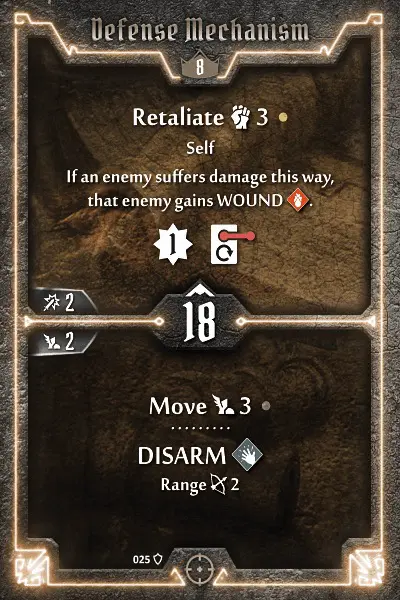 Defense Mechanism
8
Retaliate 3
Self
If an enemy suffers damage this way,
that enemy gains WOUND .
1
2
18
2
Move 3
DISARM
Range 2
025